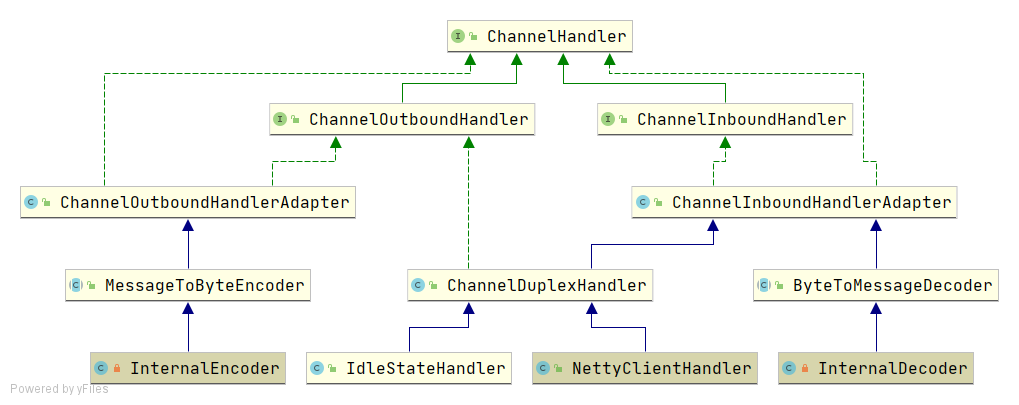 ChannelHandler
ChannelOutboundHandler
ChannelInboundHandler
ChannelOutboundHandlerAdapter
ChannelInboundHandlerAdapter
MessageToByteEncoder
ChannelDuplexHandler
ByteToMessageDecoder
InternalEncoder
IdleStateHandler
NettyClientHandler
InternalDecoder
Powered by yFiles